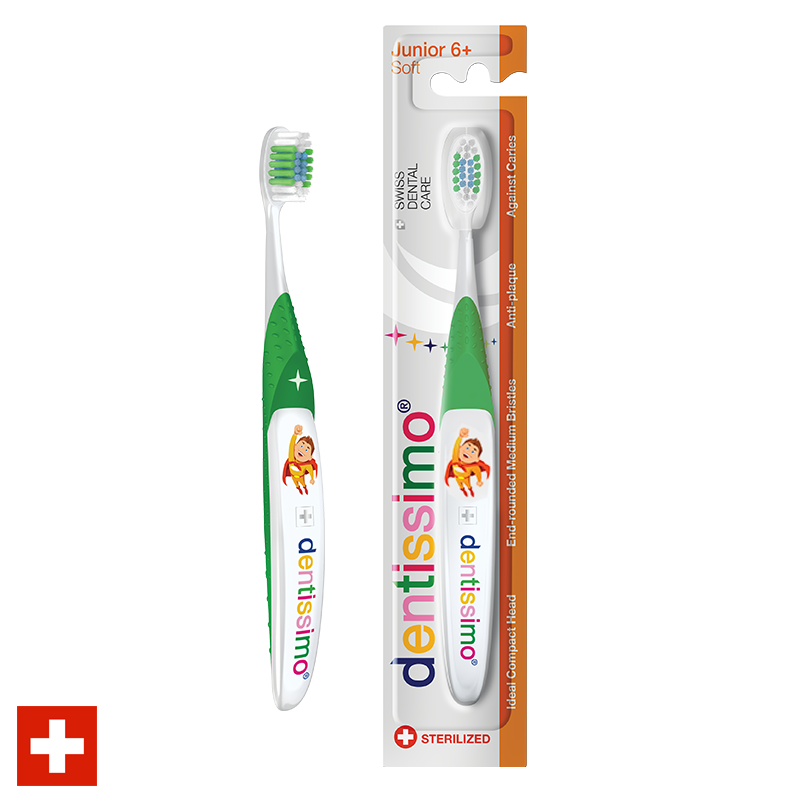 Junior 6+
Soft
SWISS
DENTAL
CARE
dentissimo®
Against Caries
Anti-plaque
End-rounded Medium Bristles
Ideal Compact Head
dentissimo®
dentissimo®
STERILIZED